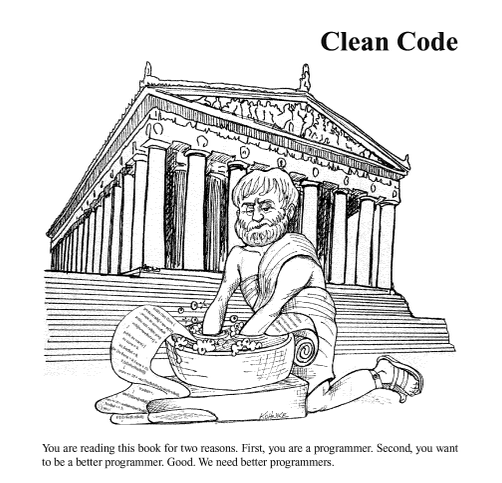 Clean Code
You are reading this book for two reasons. First, you are a programmer. Second, you want
to be a better programmer. Good. We need better programmers.